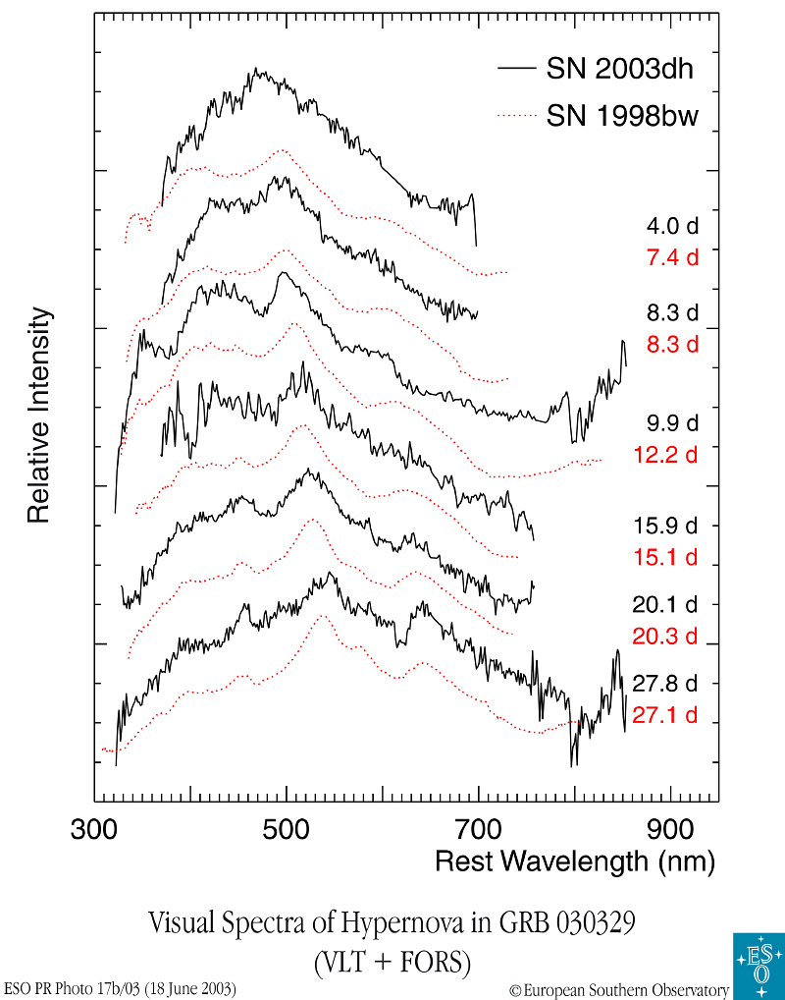 SN 2003dh
SN 1998bw
4.0 d
7.4 d
8.3 d
8.3 d
9.9 d
12.2 d
15.9 d
15.1 d
20.1 d
20.3 d
27.8 d
27.1 d
Relative Intensity
300 500 700 900
Rest Wavelength (nm)
Visual Spectra of Hypernova in GRB 030329
(VLT + FORS)
ESO PR Photo 17b/03 (18 June 2003)
© European Southern Observatory
ES
O